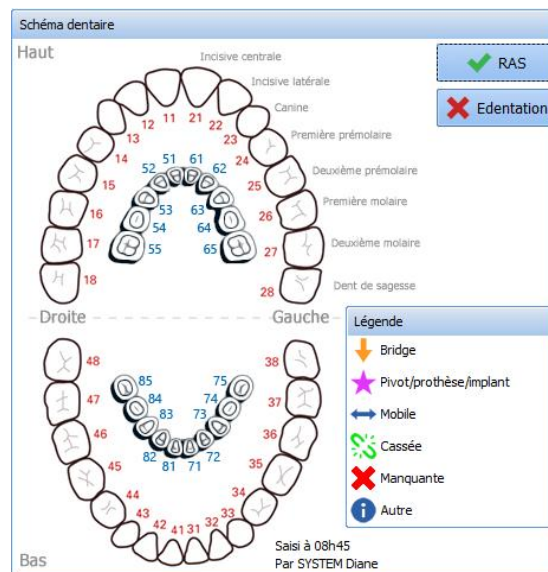 Schéma dentaire
Haut
RAS
Edentation
Incisive centrale
Incisive latérale
Canine
Première prémolaire
Deuxième prémolaire
Première molaire
Deuxième molaire
Dent de sagesse
11 21
12 22
13 23
14 24
15 25
16 26
17 27
18 28
51 61
52 62
53 63
54 64
55 65
Droite Gauche
48 38
47 37
46 36
45 35
44 34
43 33
42 41 31 32
85 75
84 74
83 73
82 81 71 72
Bas
Légende
Bridge
Pivot/prothèse/implant
Mobile
Cassée
Manquante
Autre
Saisi à 08h45
Par SYSTEM Diane